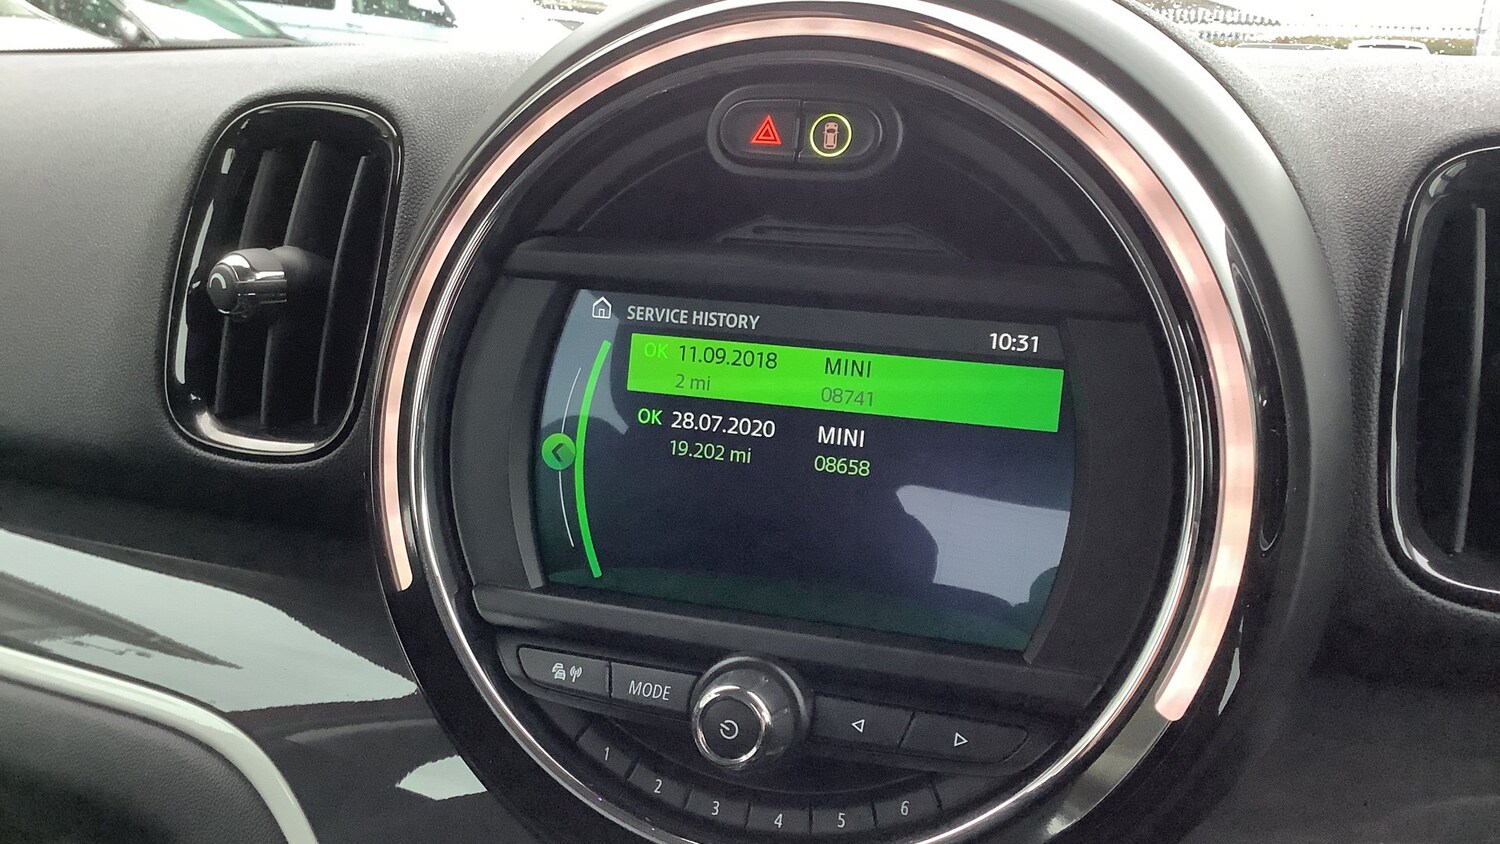 SERVICE HISTORY 10:31
OK 11.09.2018 MINI
2 mi 08741
OK 28.07.2020 MINI
19.202 mi 08658
MODE
1 2 3 4 5 6